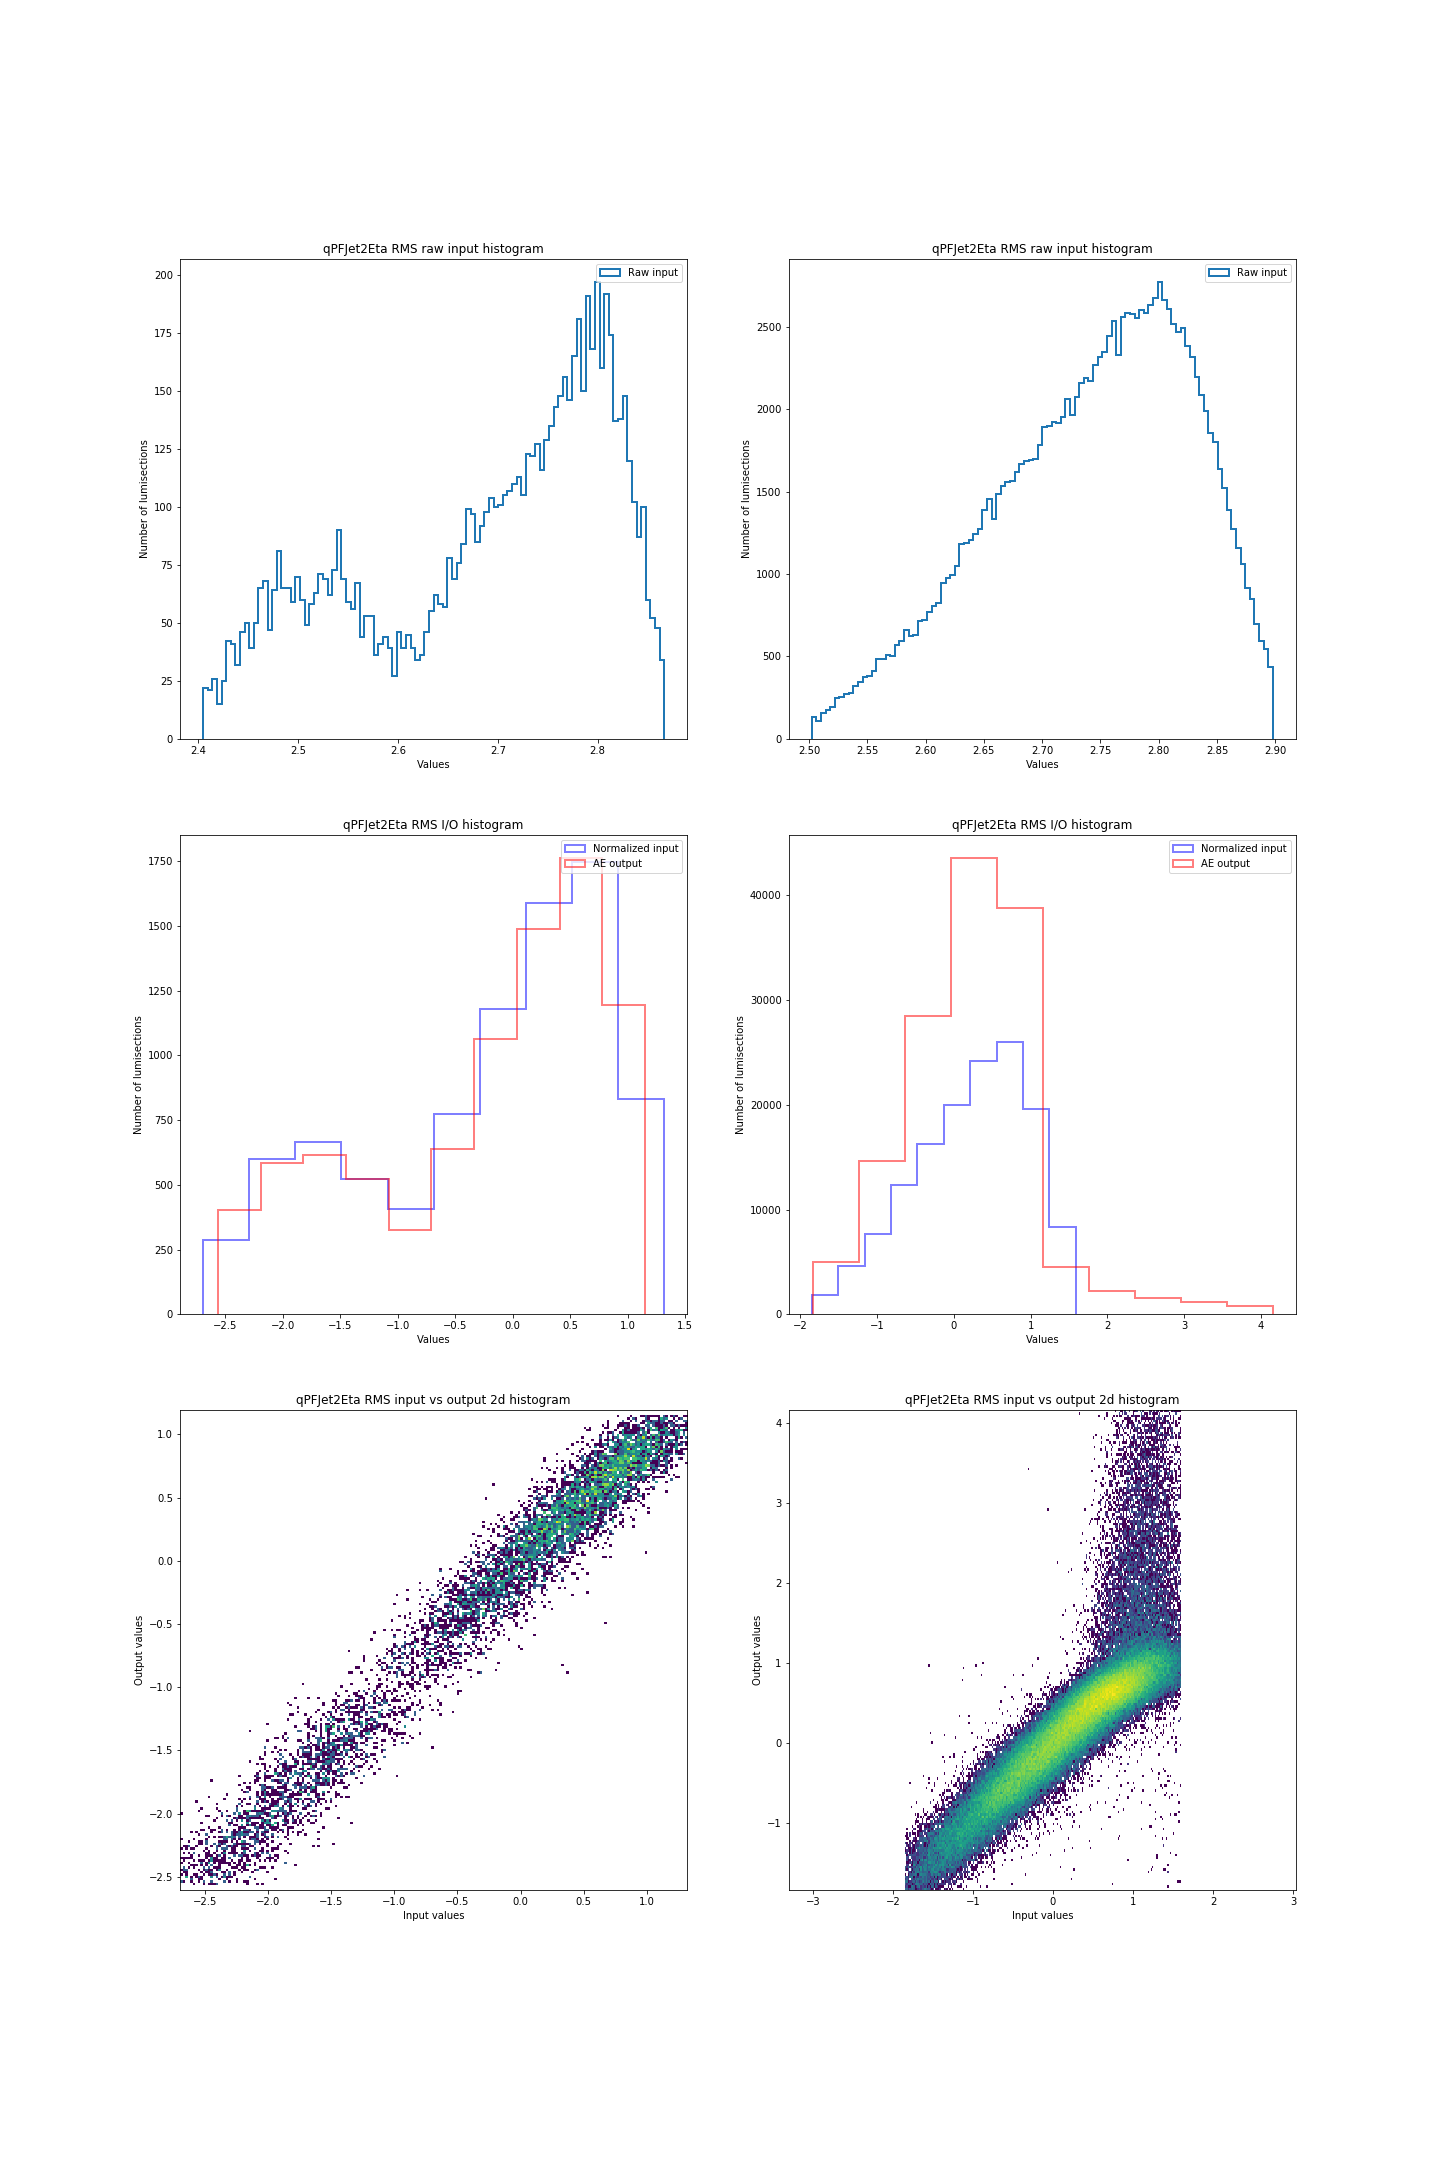 qPFJet2Eta RMS raw input histogram
Raw input
200
175
150
125
100
75
50
25
0
Number of lumisections
2.4 2.5 2.6 2.7 2.8
Values
qPFJet2Eta RMS raw input histogram
Raw input
2500
2000
1500
1000
500
0
Number of lumisections
2.50 2.55 2.60 2.65 2.70 2.75 2.80 2.85 2.90
Values
qPFJet2Eta RMS I/O histogram
Normalized input
AE output
1750
1500
1250
1000
750
500
250
0
Number of lumisections
−2.5 −2.0 −1.5 −1.0 −0.5 0.0 0.5 1.0 1.5
Values
qPFJet2Eta RMS I/O histogram
Normalized input
AE output
40000
30000
20000
10000
0
Number of lumisections
−2 −1 0 1 2 3 4
Values
qPFJet2Eta RMS input vs output 2d histogram
1.0
0.5
0.0
−0.5
−1.0
−1.5
−2.0
−2.5
Output values
−2.5 −2.0 −1.5 −1.0 −0.5 0.0 0.5 1.0
Input values
qPFJet2Eta RMS input vs output 2d histogram
4
3
2
1
0
−1
Output values
−3 −2 −1 0 1 2 3
Input values